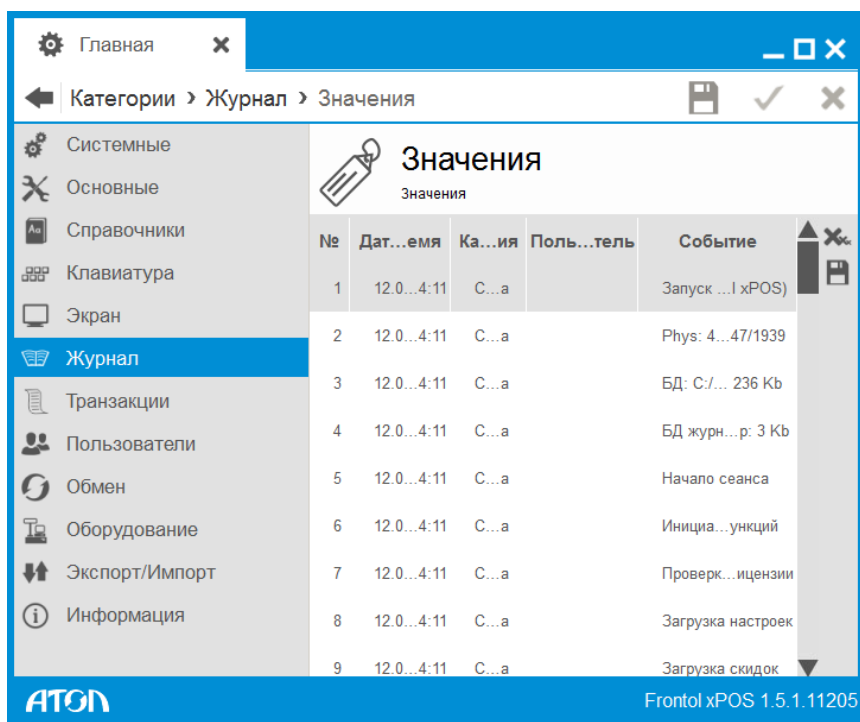 Главная
Категории › Журнал › Значения
Системные
Основные
Справочники
Клавиатура
Экран
Журнал
Транзакции
Пользователи
Обмен
Оборудование
Экспорт/Импорт
Информация
Значения
Значения
№ Дат...емя Ка...ия Поль...тель Событие
1 12.0...4:11 С...а Запуск ...l xPOS)
2 12.0...4:11 С...а Phys: 4...47/1939
3 12.0...4:11 С...а БД: C:/... 236 Kb
4 12.0...4:11 С...а БД журн...р: 3 Kb
5 12.0...4:11 С...а Начало сеанса
6 12.0...4:11 С...а Инициа...ункций
7 12.0...4:11 С...а Проверк...ицензии
8 12.0...4:11 С...а Загрузка настроек
9 12.0...4:11 С...а Загрузка скидок
АТОЛ Frontol xPOS 1.5.1.11205